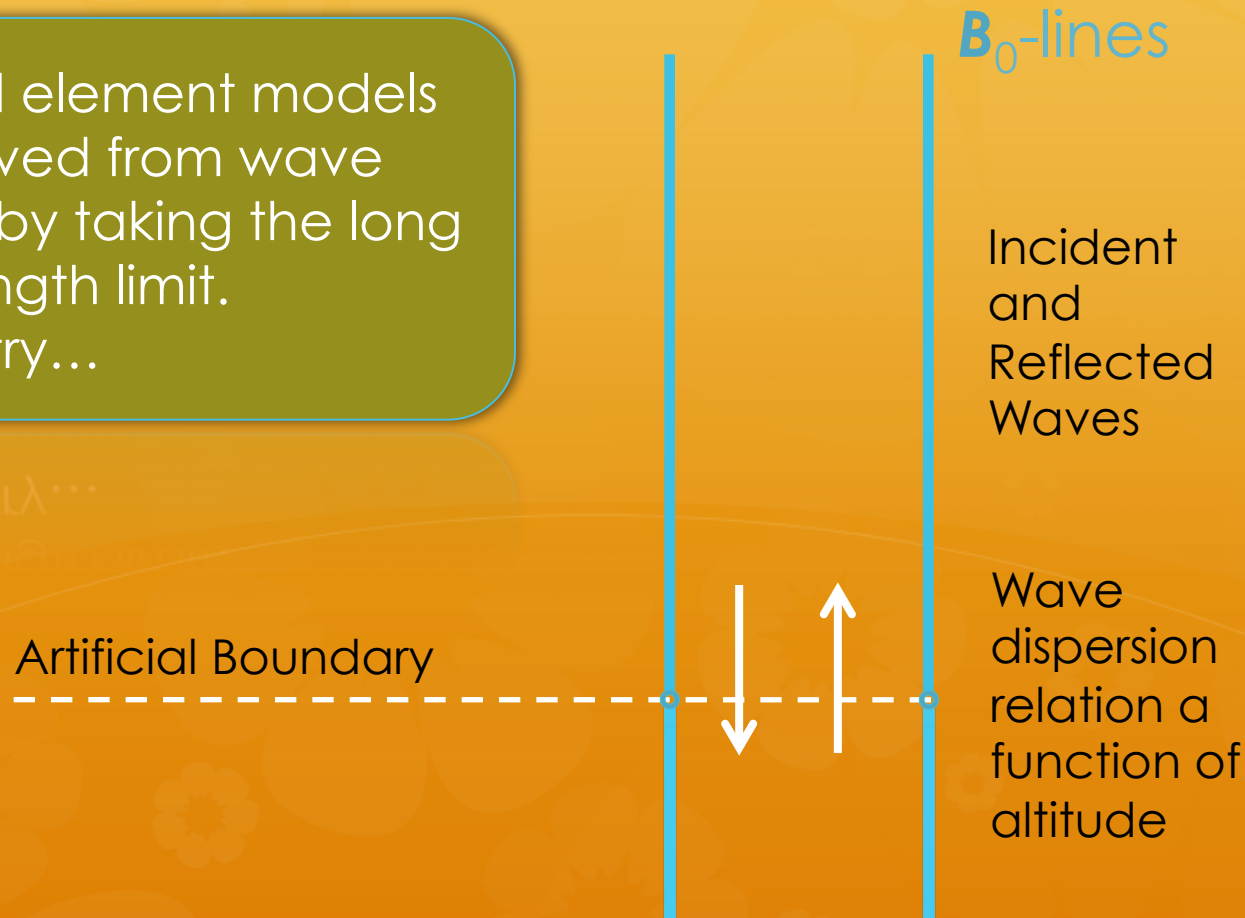 element models
ved from wave
by taking the long
ngth limit.
try…
B₀-lines
Incident
and
Reflected
Waves
Artificial Boundary
Wave
dispersion
relation a
function of
altitude